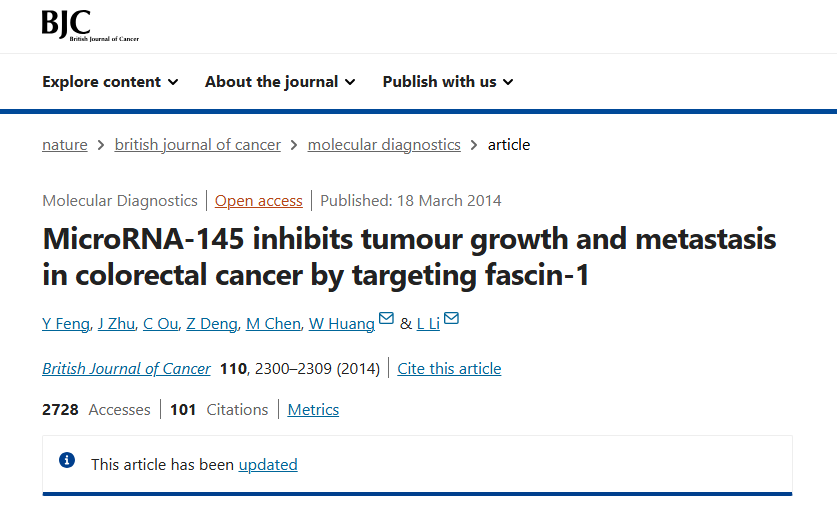 BJC
British Journal of Cancer
Explore content About the journal Publish with us
nature > british journal of cancer > molecular diagnostics > article
Molecular Diagnostics | Open access | Published: 18 March 2014
MicroRNA-145 inhibits tumour growth and metastasis
in colorectal cancer by targeting fascin-1
Y Feng, J Zhu, C Ou, Z Deng, M Chen, W Huang & L Li
British Journal of Cancer 110, 2300–2309 (2014) | Cite this article
2728 Accesses | 101 Citations | Metrics
This article has been updated